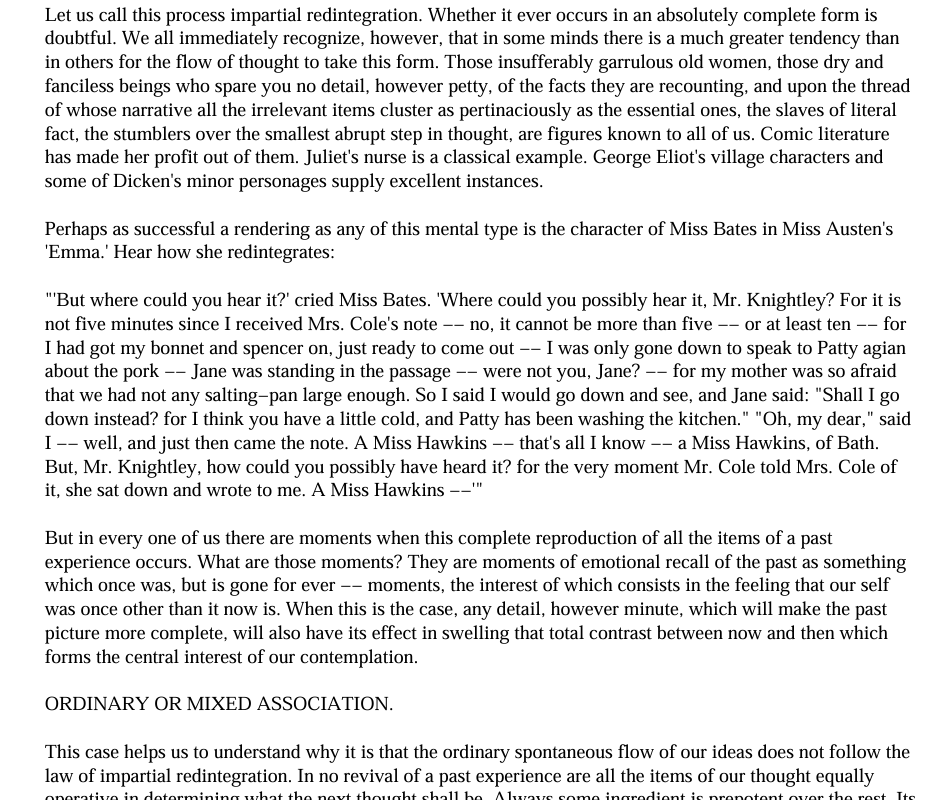 Let us call this process impartial redintegration. Whether it ever occurs in an absolutely complete form is
doubtful. We all immediately recognize, however, that in some minds there is a much greater tendency than
in others for the flow of thought to take this form. Those insufferably garrulous old women, those dry and
fanciless beings who spare you no detail, however petty, of the facts they are recounting, and upon the thread
of whose narrative all the irrelevant items cluster as pertinaciously as the essential ones, the slaves of literal
fact, the stumblers over the smallest abrupt step in thought, are figures known to all of us. Comic literature
has made her profit out of them. Juliet's nurse is a classical example. George Eliot's village characters and
some of Dicken's minor personages supply excellent instances.
Perhaps as successful a rendering as any of this mental type is the character of Miss Bates in Miss Austen's
'Emma.' Hear how she redintegrates:
"'But where could you hear it?' cried Miss Bates. 'Where could you possibly hear it, Mr. Knightley? For it is
not five minutes since I received Mrs. Cole's note −− no, it cannot be more than five −− or at least ten −− for
I had got my bonnet and spencer on, just ready to come out −− I was only gone down to speak to Patty agian
about the pork −− Jane was standing in the passage −− were not you, Jane? −− for my mother was so afraid
that we had not any salting−pan large enough. So I said I would go down and see, and Jane said: "Shall I go
down instead? for I think you have a little cold, and Patty has been washing the kitchen." "Oh, my dear," said
I −− well, and just then came the note. A Miss Hawkins −− that's all I know −− a Miss Hawkins, of Bath.
But, Mr. Knightley, how could you possibly have heard it? for the very moment Mr. Cole told Mrs. Cole of
it, she sat down and wrote to me. A Miss Hawkins −−'"
But in every one of us there are moments when this complete reproduction of all the items of a past
experience occurs. What are those moments? They are moments of emotional recall of the past as something
which once was, but is gone for ever −− moments, the interest of which consists in the feeling that our self
was once other than it now is. When this is the case, any detail, however minute, which will make the past
picture more complete, will also have its effect in swelling that total contrast between now and then which
forms the central interest of our contemplation.
ORDINARY OR MIXED ASSOCIATION.
This case helps us to understand why it is that the ordinary spontaneous flow of our ideas does not follow the
law of impartial redintegration. In no revival of a past experience are all the items of our thought equally
operative in determining what the next thought shall be. Always some ingredient is prepotent over the rest. Its